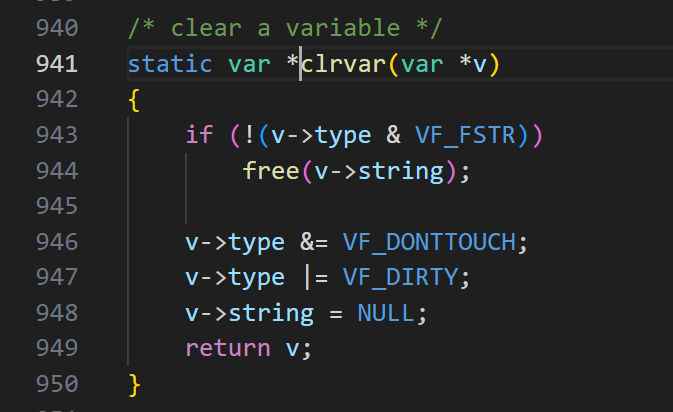 940 /* clear a variable */
941 static var *clrvar(var *v)
942 {
943     if (!(v->type & VF_FSTR))
944         free(v->string);
945
946     v->type &= VF_DONTTOUCH;
947     v->type |= VF_DIRTY;
948     v->string = NULL;
949     return v;
950 }